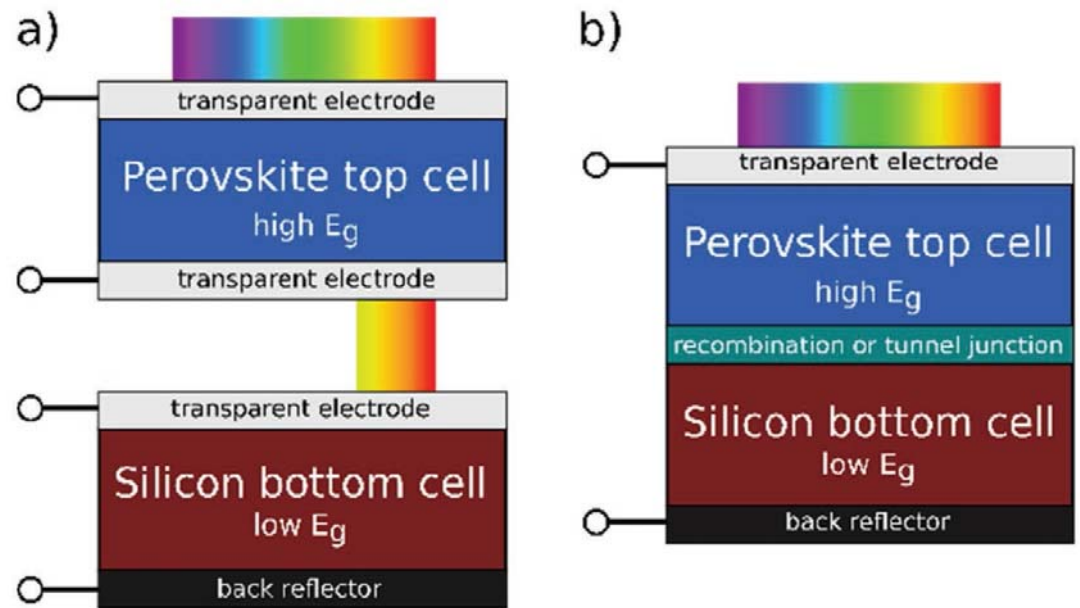 a)
transparent electrode
Perovskite top cell
high Eg
transparent electrode
transparent electrode
Silicon bottom cell
low Eg
back reflector
b)
transparent electrode
Perovskite top cell
high Eg
recombination or tunnel junction
Silicon bottom cell
low Eg
back reflector